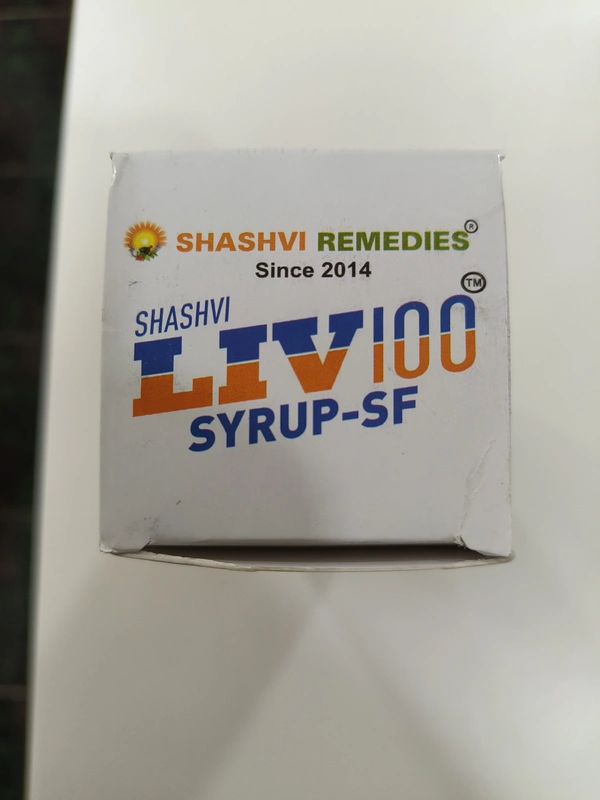 SHASHVI REMEDIES®
Since 2014
SHASHVI
LIV100™
SYRUP-SF